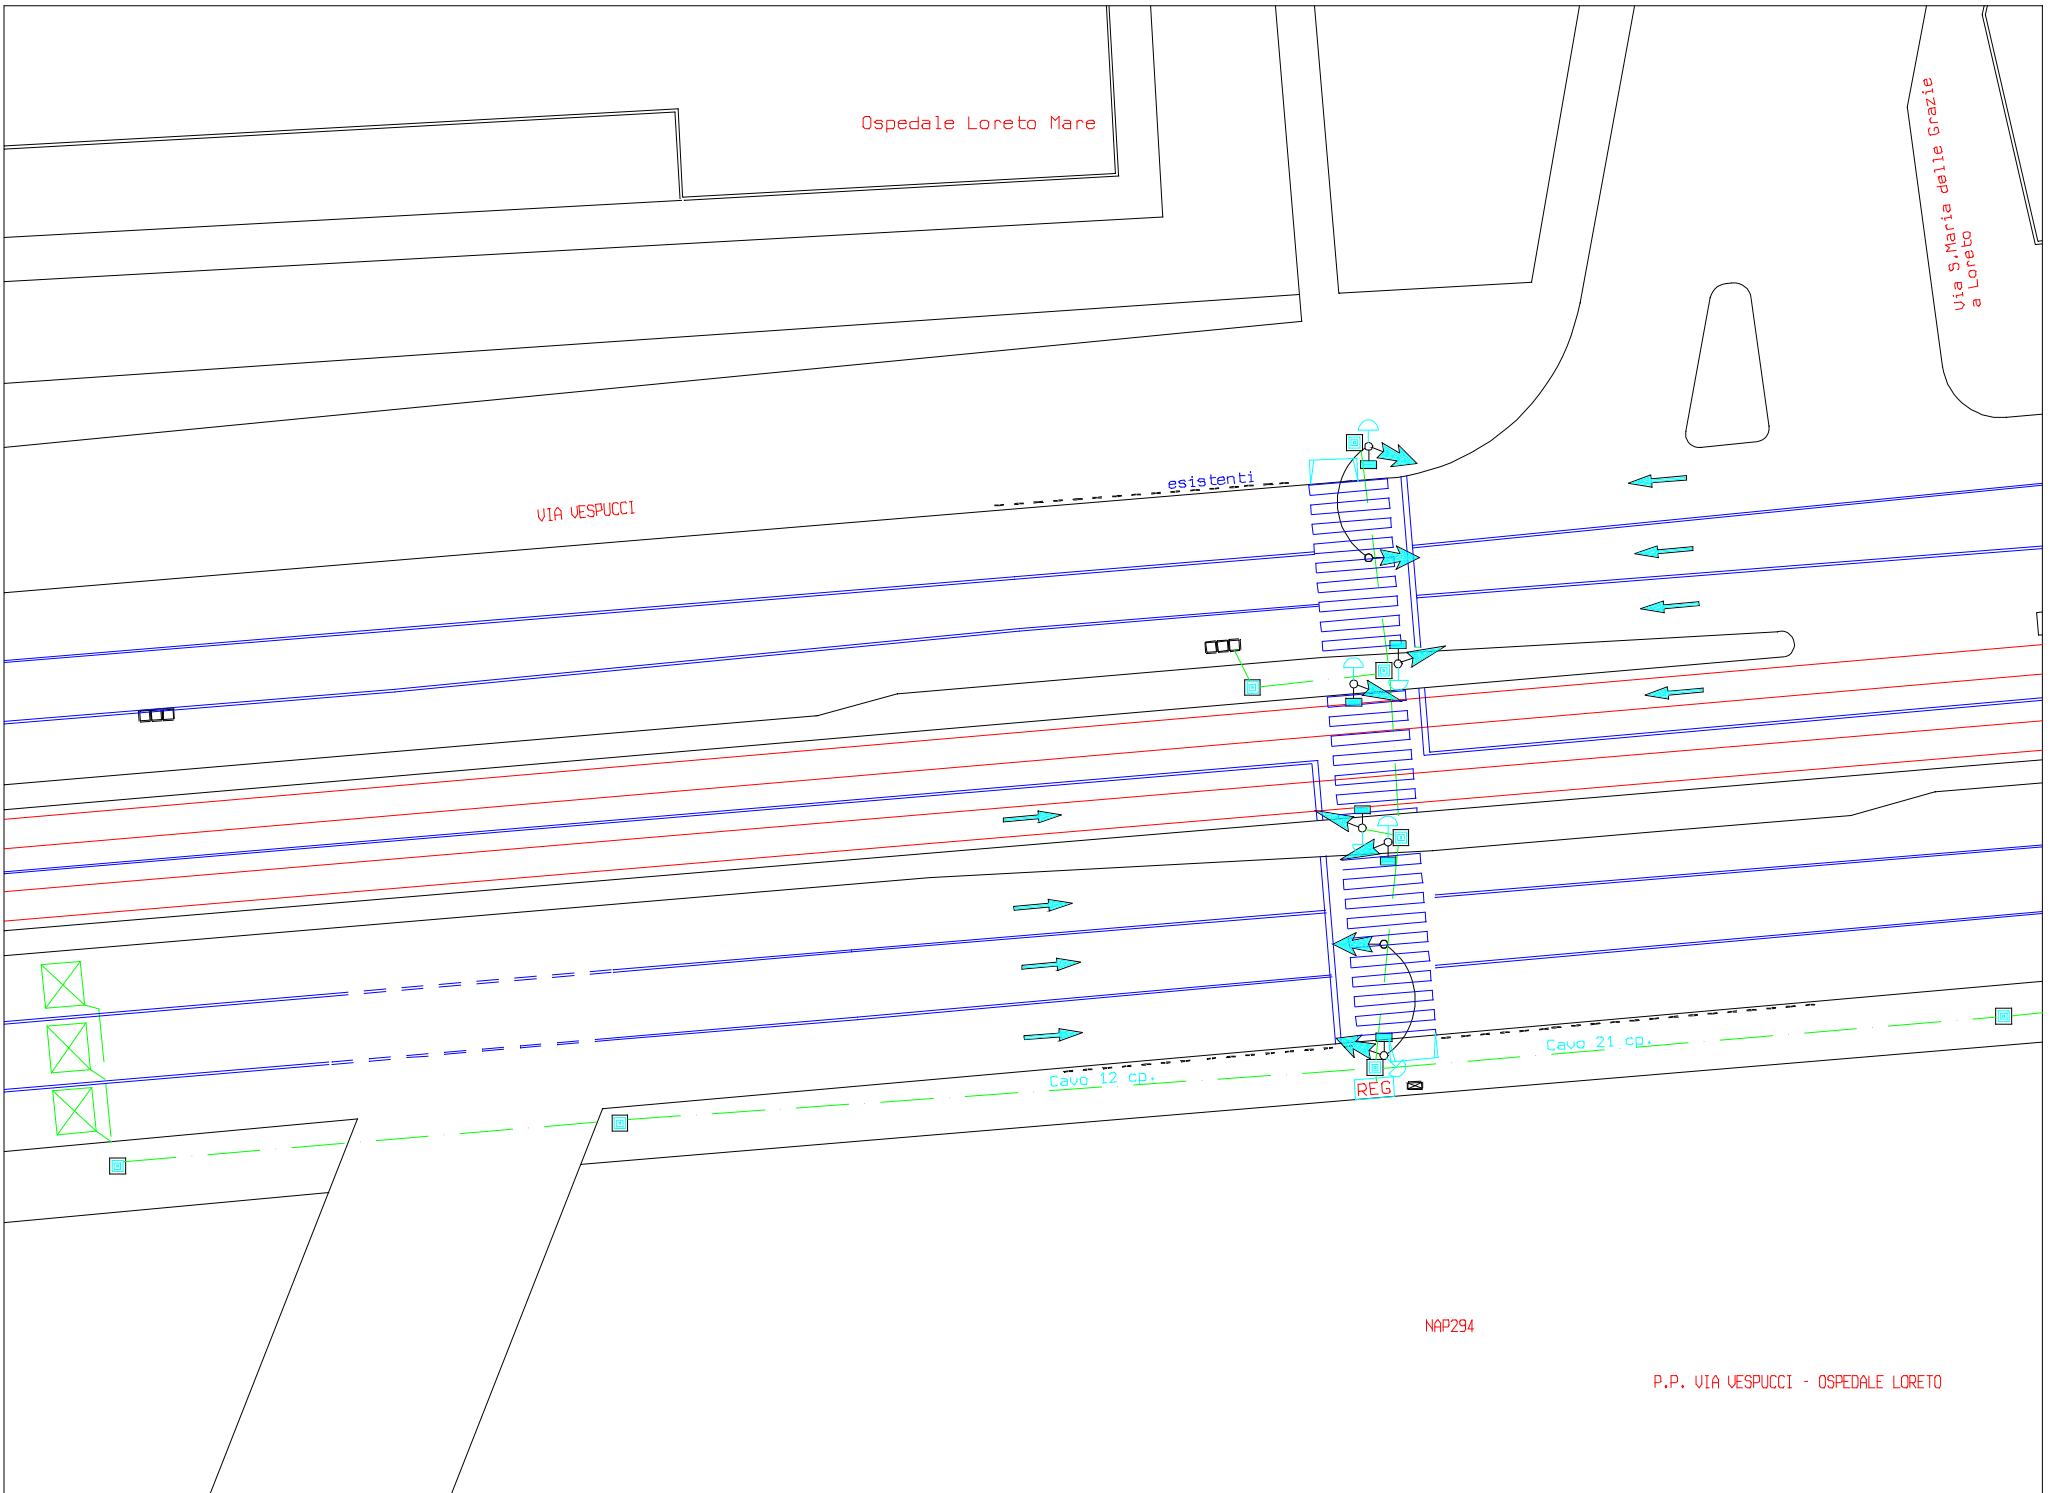 Ospedale Loreto Mare
Via S.Maria delle Grazie
a Loreto
esistenti
VIA VESPUCCI
Cavo 21 cp.
Cavo 12 cp.
REG
NAP294
P.P. VIA VESPUCCI - OSPEDALE LORETO